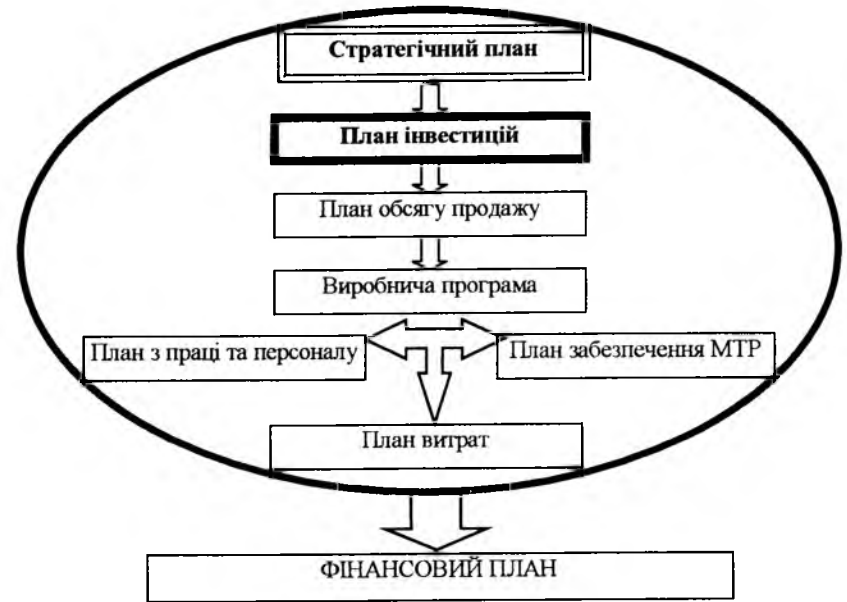 Стратегічний план
План інвестицій
План обсягу продажу
Виробнича програма
План з праці та персоналу
План забезпечення МТР
План витрат
ФІНАНСОВИЙ ПЛАН